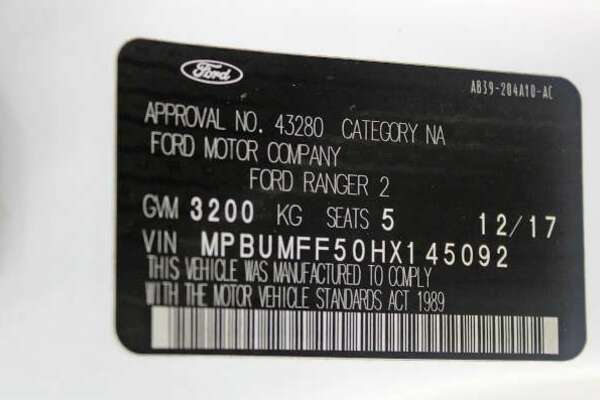 Ford
AB39-204A10-AC
APPROVAL NO. 43280 CATEGORY NA
FORD MOTOR COMPANY
FORD RANGER 2
GVM 3200 KG SEATS 5 12/17
VIN MPBUMFF50HX145092
THIS VEHICLE WAS MANUFACTURED TO COMPLY
WITH THE MOTOR VEHICLE STANDARDS ACT 1989